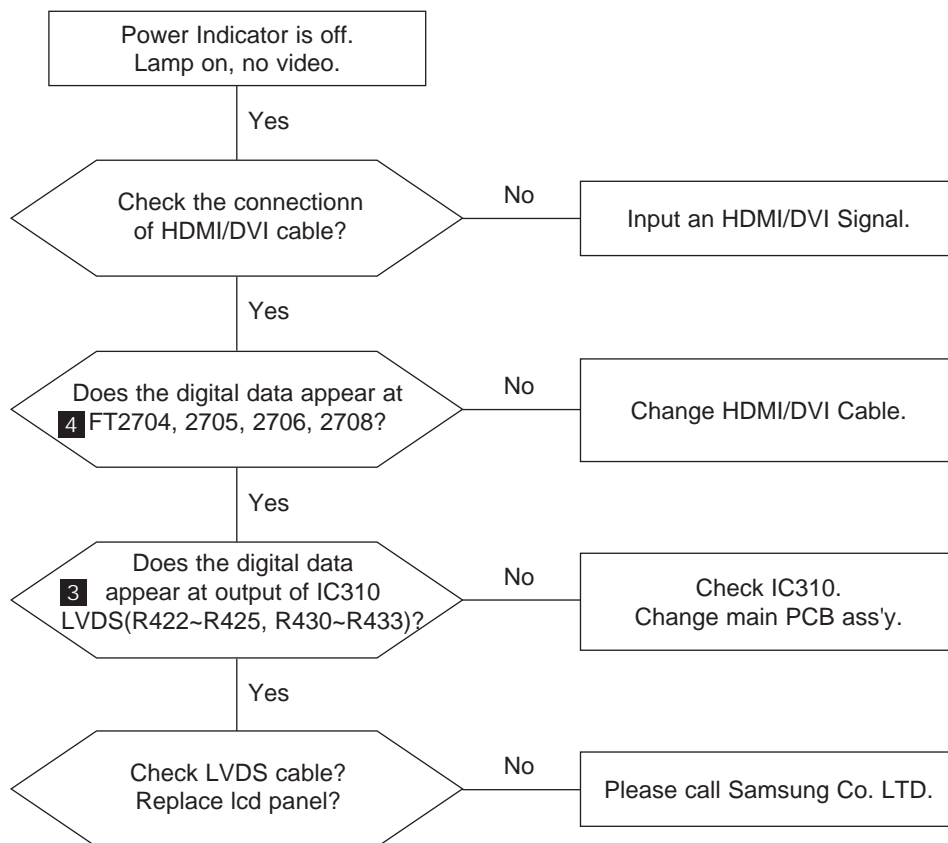 Power Indicator is off.
Lamp on, no video.
Yes
Check the connectionn
of HDMI/DVI cable?
No
Input an HDMI/DVI Signal.
Yes
Does the digital data appear at
4 FT2704, 2705, 2706, 2708?
No
Change HDMI/DVI Cable.
Yes
Does the digital data
3 appear at output of IC310
LVDS(R422~R425, R430~R433)?
No
Check IC310.
Change main PCB ass'y.
Yes
Check LVDS cable?
Replace lcd panel?
No
Please call Samsung Co. LTD.